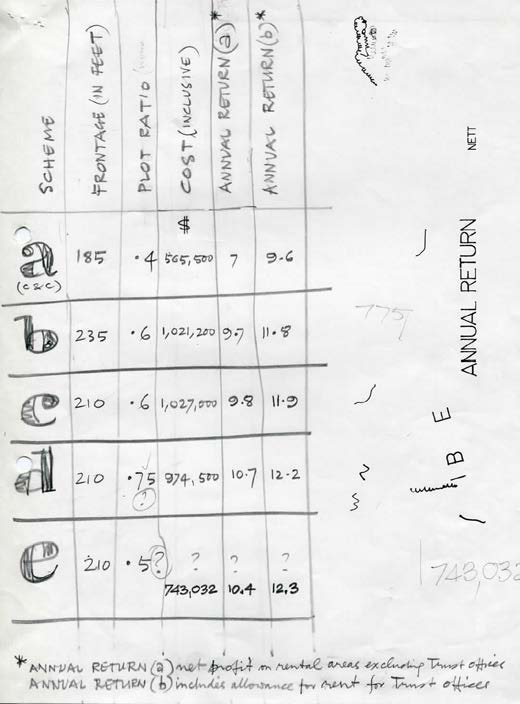 SCHEME FRONTAGE (IN FEET) PLOT RATIO COST (INCLUSIVE) ANNUAL RETURN (a)* ANNUAL RETURN (b)*
$
a (C&C) 185 ·4 565,500 7 9·6
b 235 ·6 1,021,200 9·7 11·8
c 210 ·6 1,027,000 9·8 11·9
d 210 ·75 (?) 974,500 10·7 12·2
e 210 ·5? ? ? ?
743,032 10.4 12.3
* ANNUAL RETURN (a) net profit on rental areas excluding Trust offices
ANNUAL RETURN (b) includes allowance for rent for Trust offices
ANNUAL RETURN NETT
775
B E
743,032